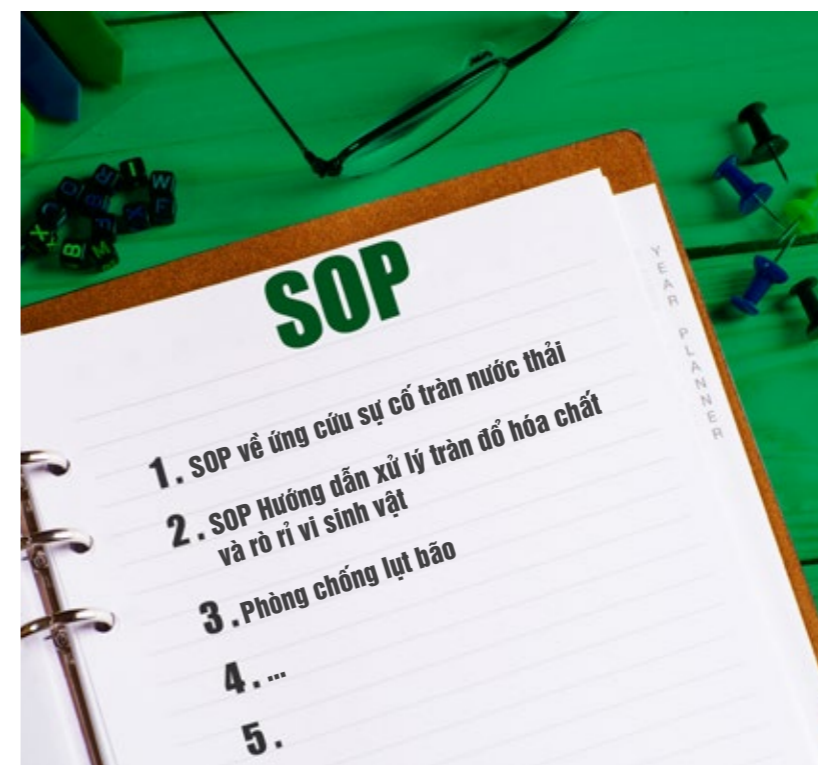 SOP
1. SOP về ứng cứu sự cố tràn nước thải
2. SOP Hướng dẫn xử lý tràn đổ hóa chất
và rò rỉ vi sinh vật
3. Phòng chống lụt bão
4. ...
5.
YEAR PLANNER